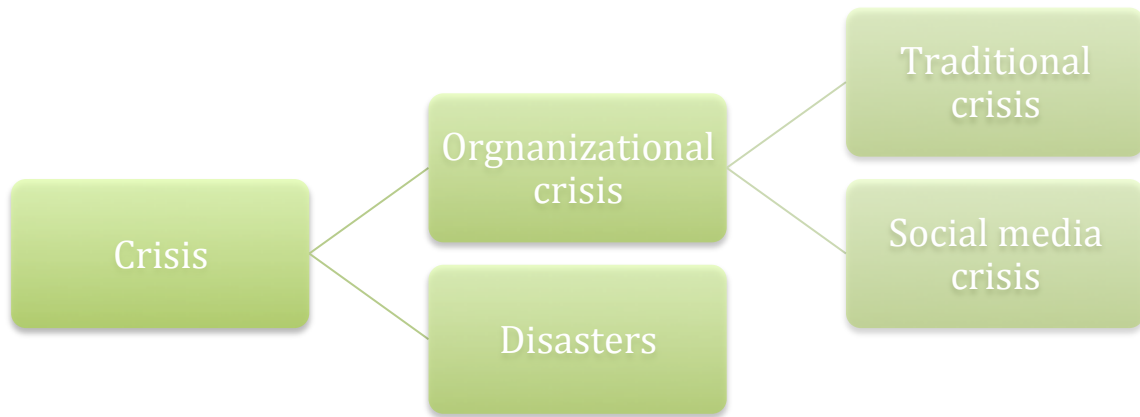 Crisis
Orgnanizational
crisis
Disasters
Traditional
crisis
Social media
crisis